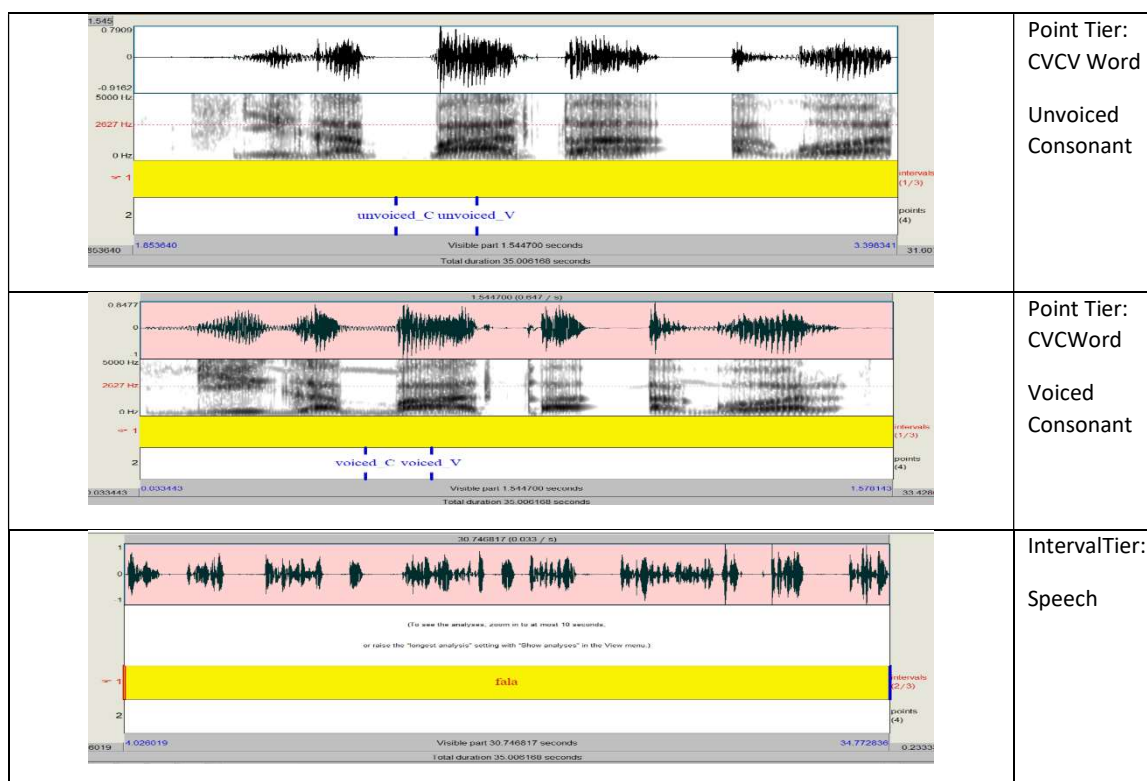 1.545
0.7909
0
-0.9162
5000 Hz
2627 Hz
0 Hz
1
intervals
(1/3)
2
unvoiced_C unvoiced_V
points
(4)
1.853640
Visible part 1.544700 seconds
3.398341
Total duration 35.006168 seconds
Point Tier:
CVCV Word
Unvoiced
Consonant
1.544700 (0.647 / s)
0.8477
0
1
5000 Hz
2627 Hz
0 Hz
1
intervals
(1/3)
2
voiced_C voiced_V
points
(4)
0.033443
0.033443
Visible part 1.544700 seconds
1.578143
Total duration 35.006168 seconds
Point Tier:
CVCWord
Voiced
Consonant
30.746817 (0.033 / s)
1
0
1
(To see the analyses, zoom in to at most 10 seconds,
or raise the "longest analysis" setting with "Show analyses" in the View menu.)
1
fala
intervals
(2/3)
2
points
(4)
4.026019
Visible part 30.746817 seconds
34.772836
Total duration 35.006168 seconds
IntervalTier:
Speech